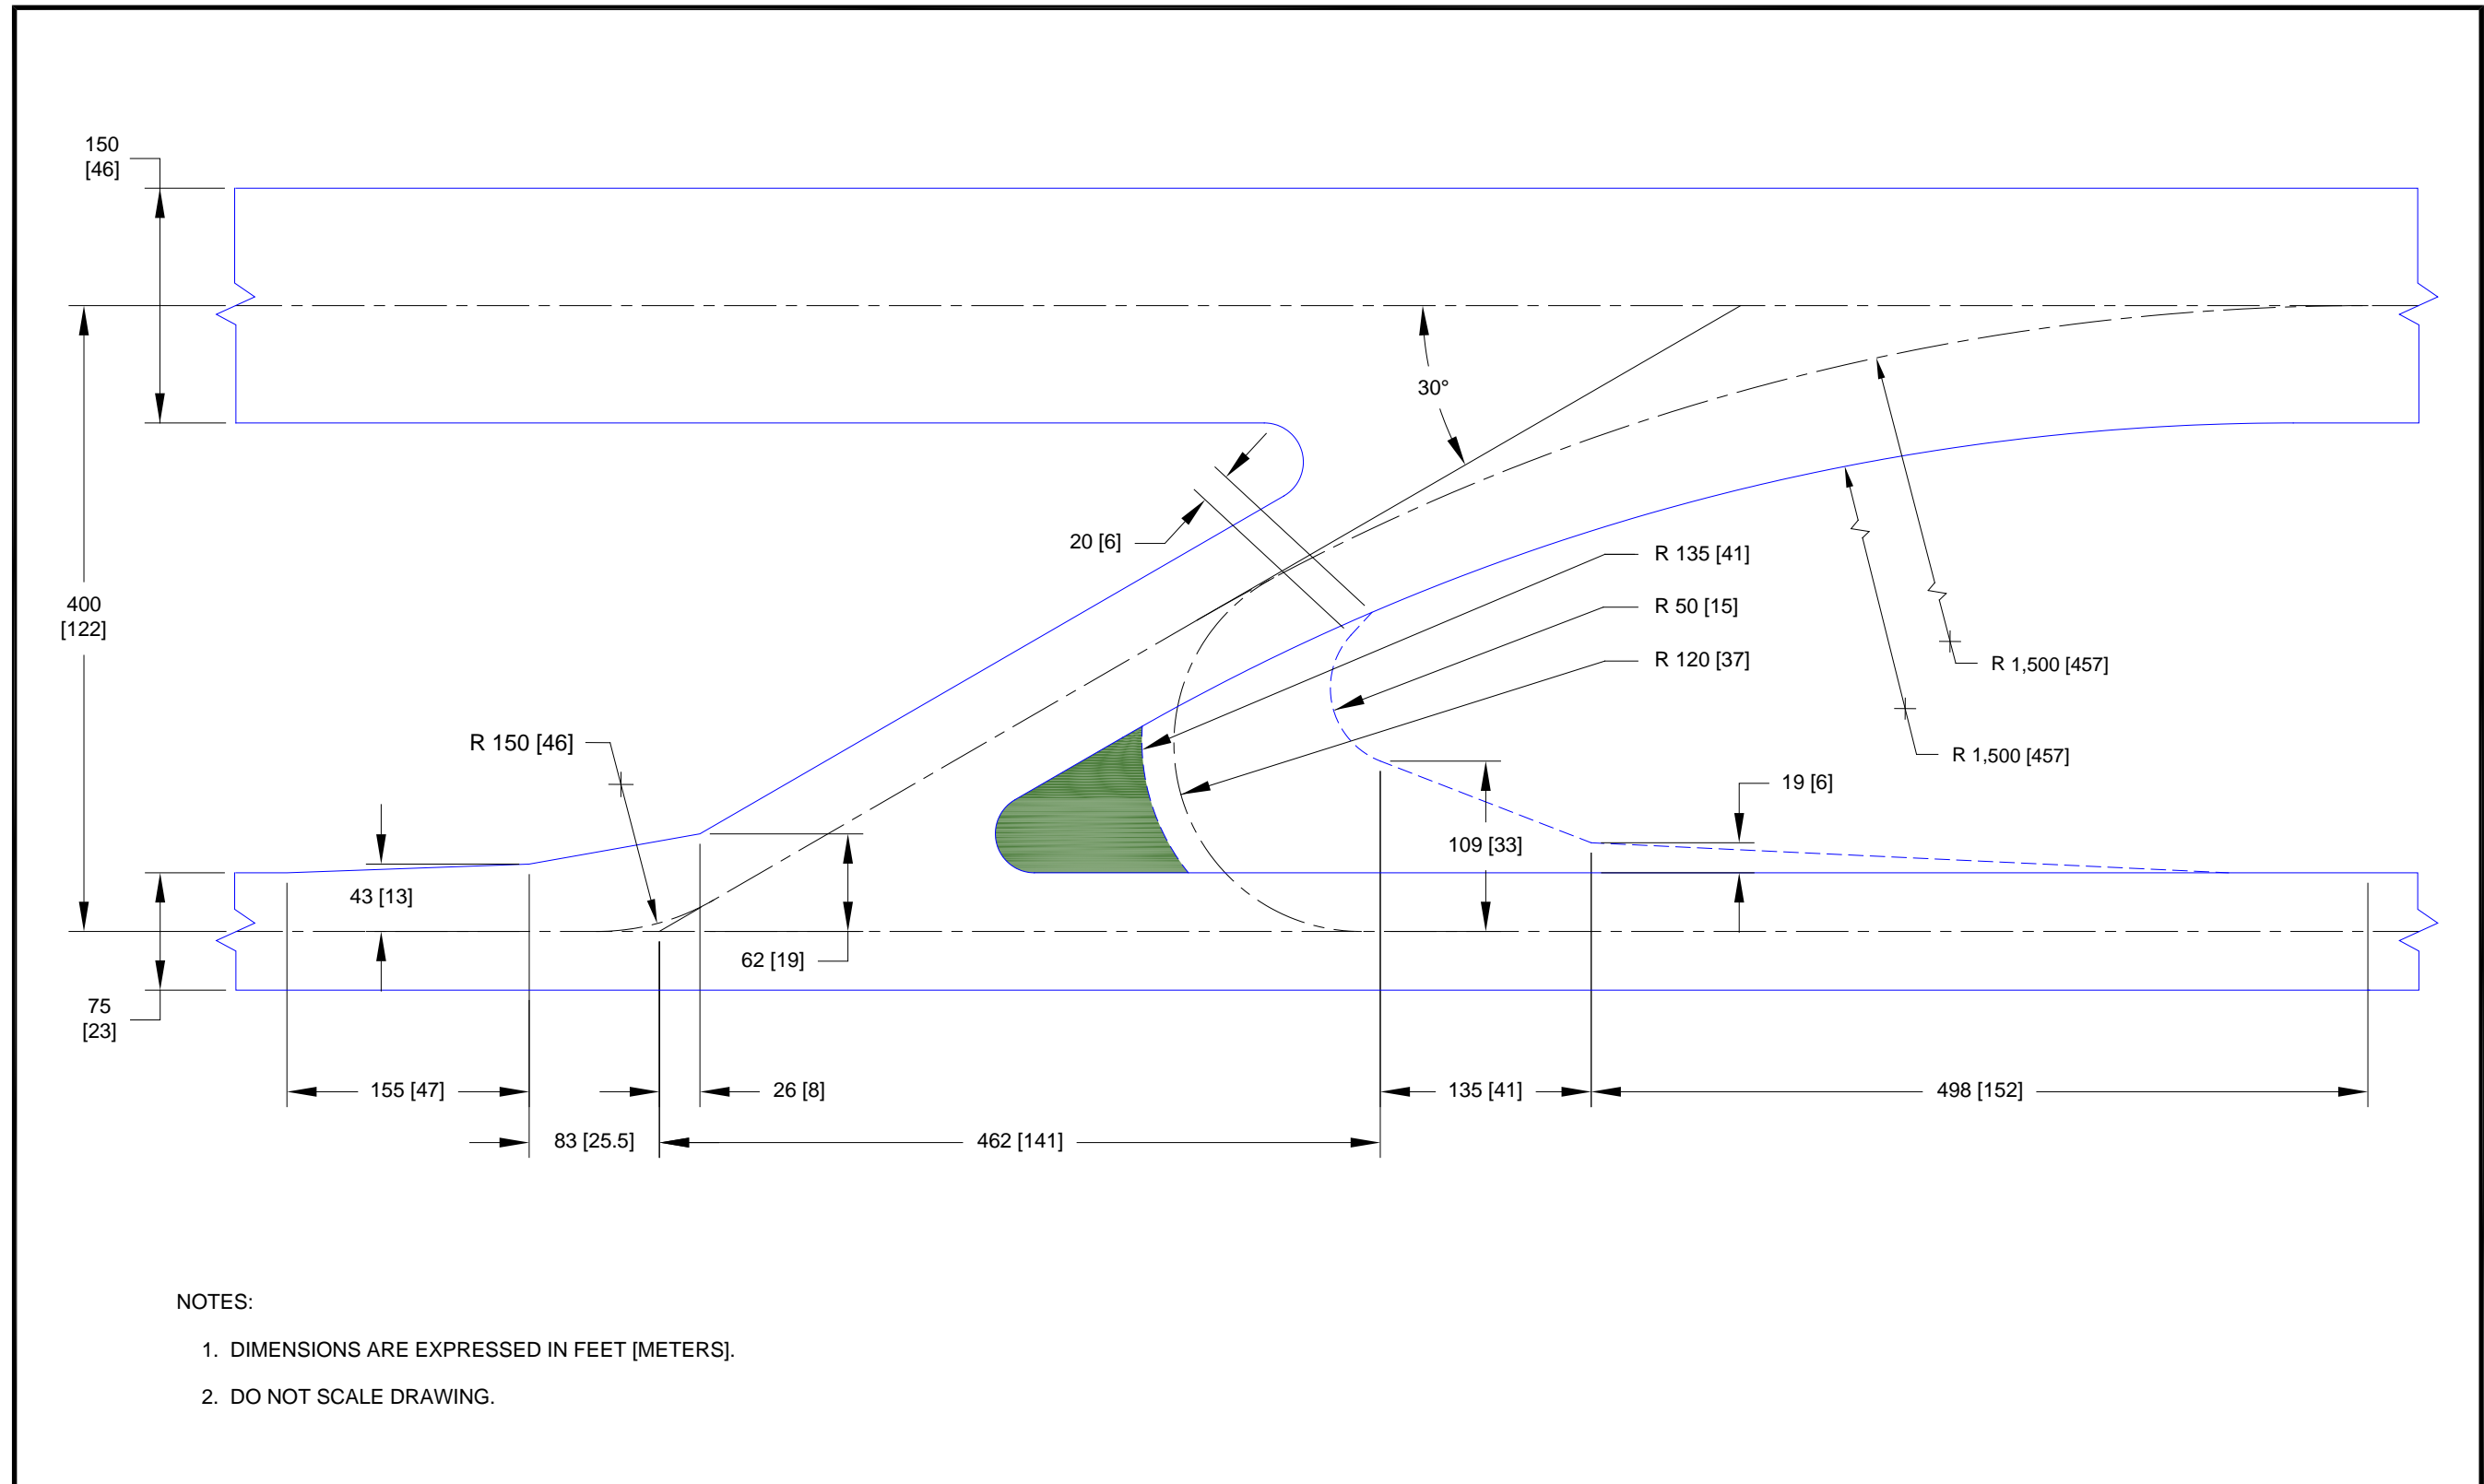 150
[46]
30°
20 [6]
R 135 [41]
400
[122]
R 50 [15]
R 120 [37]
R 1,500 [457]
R 150 [46]
R 1,500 [457]
19 [6]
109 [33]
43 [13]
62 [19]
75
[23]
155 [47]
26 [8]
135 [41]
498 [152]
83 [25.5]
462 [141]
NOTES:
1. DIMENSIONS ARE EXPRESSED IN FEET [METERS].
2. DO NOT SCALE DRAWING.